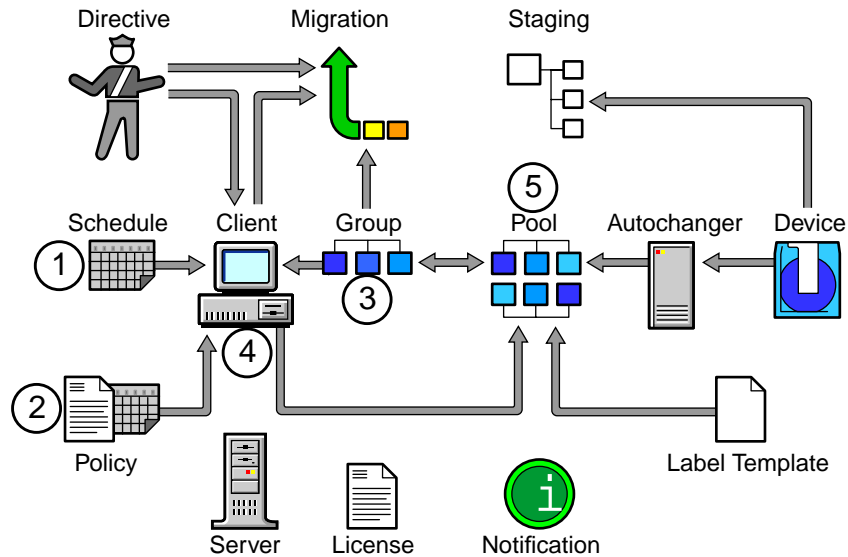 Directive
Migration
Staging
5
Schedule
Client
Group
Pool
Autochanger
Device
1
3
4
2
Policy
Label Template
i
Server
License
Notification